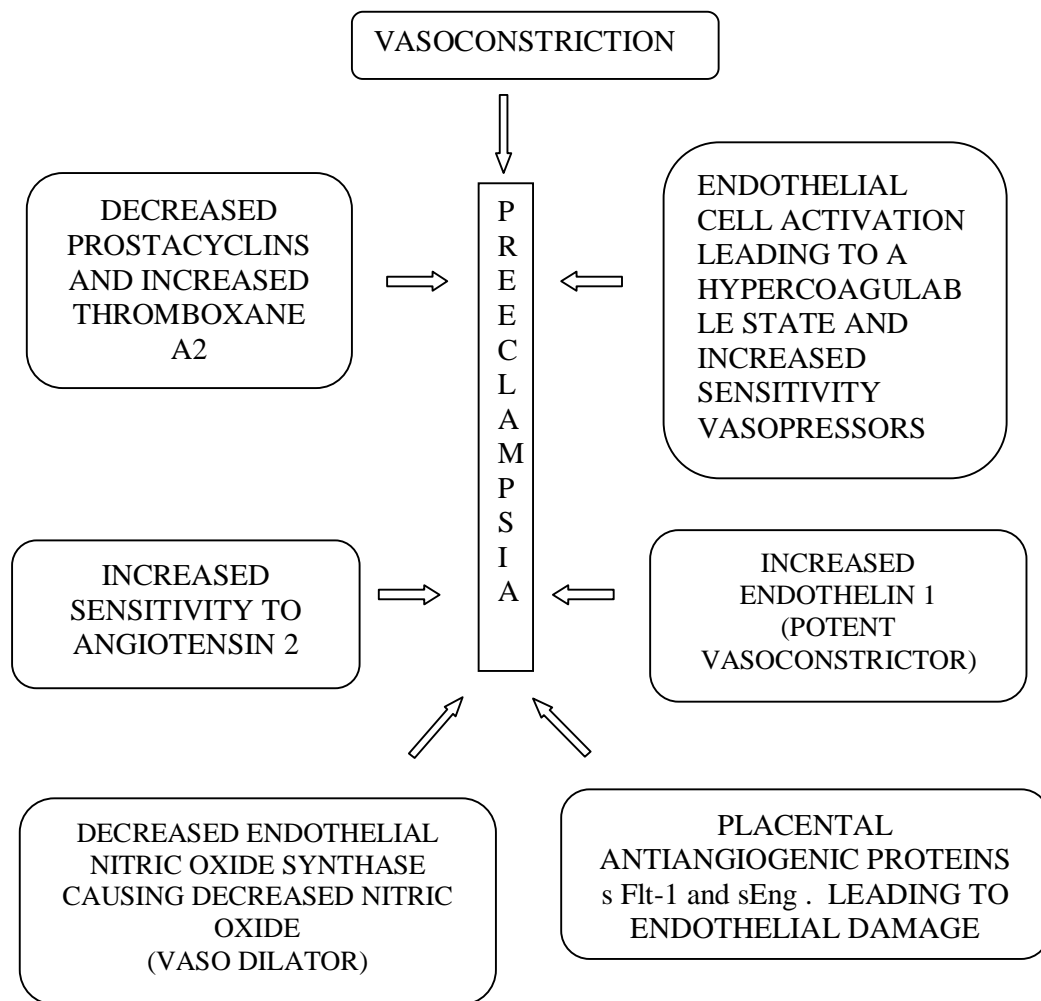 VASOCONSTRICTION
DECREASED
PROSTACYCLINS
AND INCREASED
THROMBOXANE
A2
P
R
E
E
C
L
A
M
P
S
I
A
ENDOTHELIAL
CELL ACTIVATION
LEADING TO A
HYPERCOAGULAB
LE STATE AND
INCREASED
SENSITIVITY
VASOPRESSORS
INCREASED
SENSITIVITY TO
ANGIOTENSIN 2
INCREASED
ENDOTHELIN 1
(POTENT
VASOCONSTRICTOR)
DECREASED ENDOTHELIAL
NITRIC OXIDE SYNTHASE
CAUSING DECREASED NITRIC
OXIDE
(VASO DILATOR)
PLACENTAL
ANTIANGIOGENIC PROTEINS
s Flt-1 and sEng . LEADING TO
ENDOTHELIAL DAMAGE